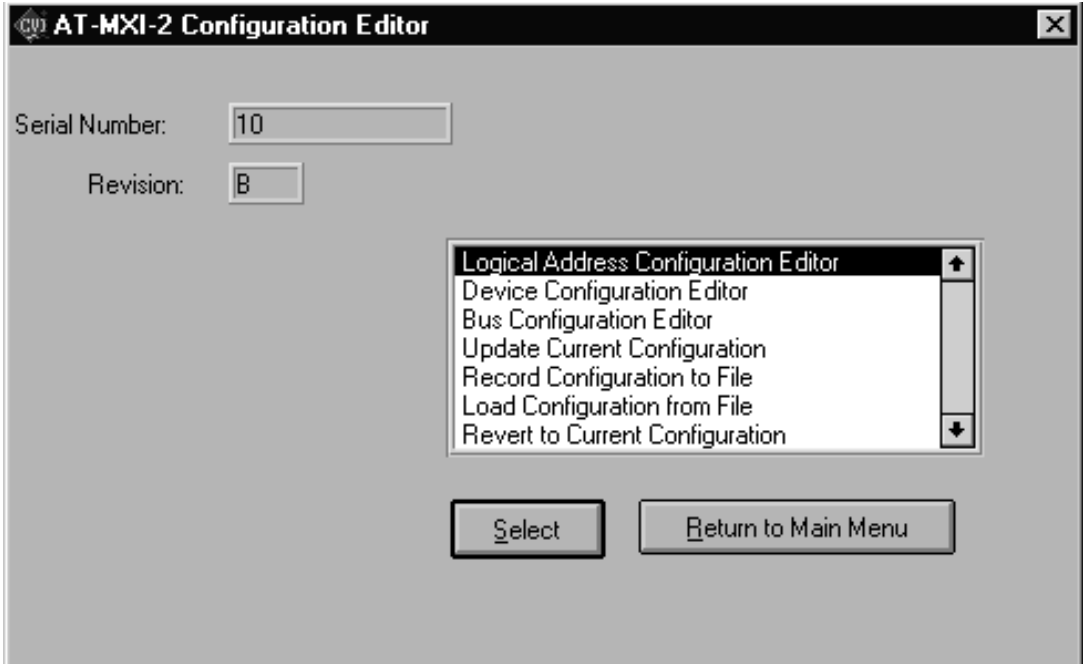 CVI AT-MXI-2 Configuration Editor
Serial Number: 10
Revision: B
Logical Address Configuration Editor
Device Configuration Editor
Bus Configuration Editor
Update Current Configuration
Record Configuration to File
Load Configuration from File
Revert to Current Configuration
Select Return to Main Menu